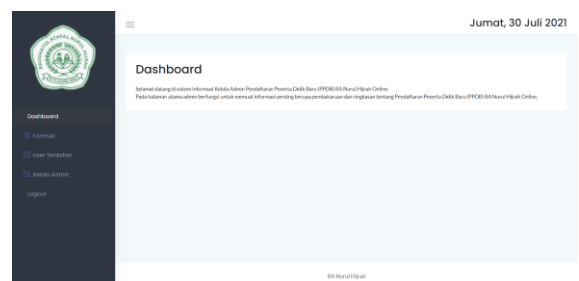 Jumat, 30 Juli 2021
Dashboard
Selamat datang di sistem informasi Kelola Admin Pendaftaran Peserta Didik Baru (PPDB) RA Nurul Hijrah Online.
Pada halaman utama admin berfungsi untuk memuat informasi penting berupa pembaharuan dan ringkasan tentang Pendaftaran Peserta Didik Baru (PPDB) RA Nurul Hijrah Online.
Dashboard
Formulir
User Terdaftar
Kelola Admin
Logout
RA Nurul Hijrah